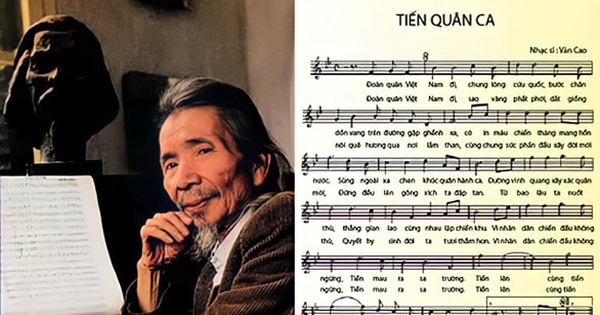 TIẾN QUÂN CA
Nhạc sĩ : Văn Cao
Đoàn quân Việt Nam đi, chung lòng cứu quốc, bước chân
Đoàn quân Việt Nam đi, sao vàng phất phới, dắt giống
dồn vang trên đường gập ghềnh xa, cờ in máu chiến thắng mang hồn
nòi quê hương qua nơi lầm than, cùng chung sức phấn đấu xây đời mới
nước, Súng ngoài xa chen khúc quân hành ca. Đường vinh quang xây xác quân
mới, Đứng đều lên gông xích ta đập tan. Từ bao lâu ta nuốt
thù, thắng gian lao cùng nhau lập chiến khu. Vì nhân dân chiến đấu không
thù, Quyết hy sinh đời ta tươi thắm hơn. Vì nhân dân chiến đấu không
ngừng, Tiến mau ra sa trường. Tiến lên cùng tiến
ngừng, Tiến mau ra sa trường. Tiến lên cùng tiến